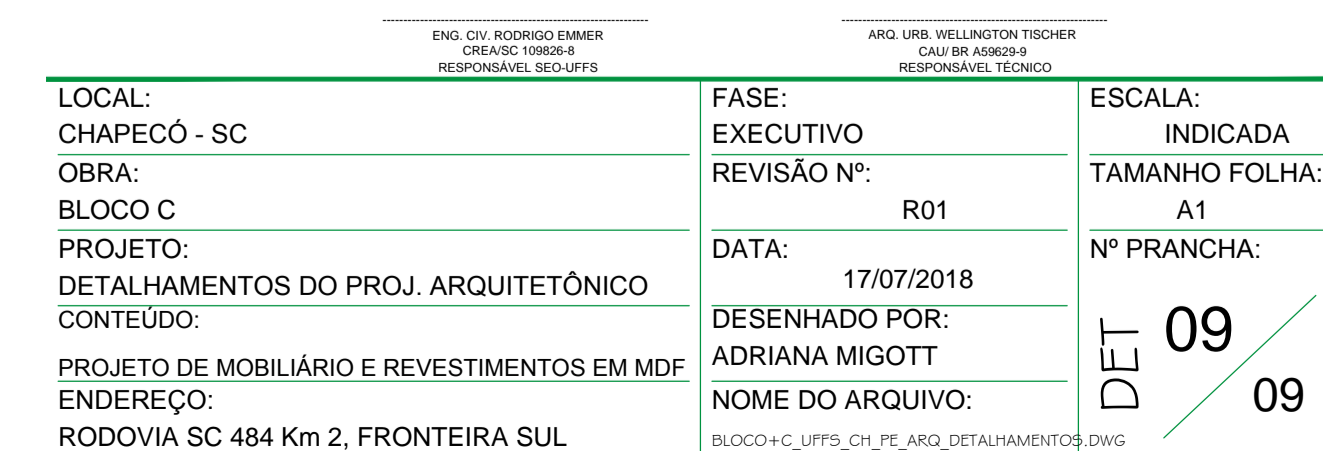 ENG. CIV. RODRIGO EMMER
CREA/SC 109826-8
RESPONSÁVEL SEO-UFFS
ARQ. URB. WELLINGTON TISCHER
CAU/ BR A59629-9
RESPONSÁVEL TÉCNICO
LOCAL:
CHAPECÓ - SC
FASE:
EXECUTIVO
ESCALA:
INDICADA
OBRA:
BLOCO C
REVISÃO Nº:
R01
TAMANHO FOLHA:
A1
PROJETO:
DETALHAMENTOS DO PROJ. ARQUITETÔNICO
DATA:
17/07/2018
Nº PRANCHA:
DET
09
09
CONTEÚDO:
PROJETO DE MOBILIÁRIO E REVESTIMENTOS EM MDF
DESENHADO POR:
ADRIANA MIGOTT
ENDEREÇO:
RODOVIA SC 484 Km 2, FRONTEIRA SUL
NOME DO ARQUIVO:
BLOCO+C_UFFS_CH_PE_ARQ_DETALHAMENTOS.DWG